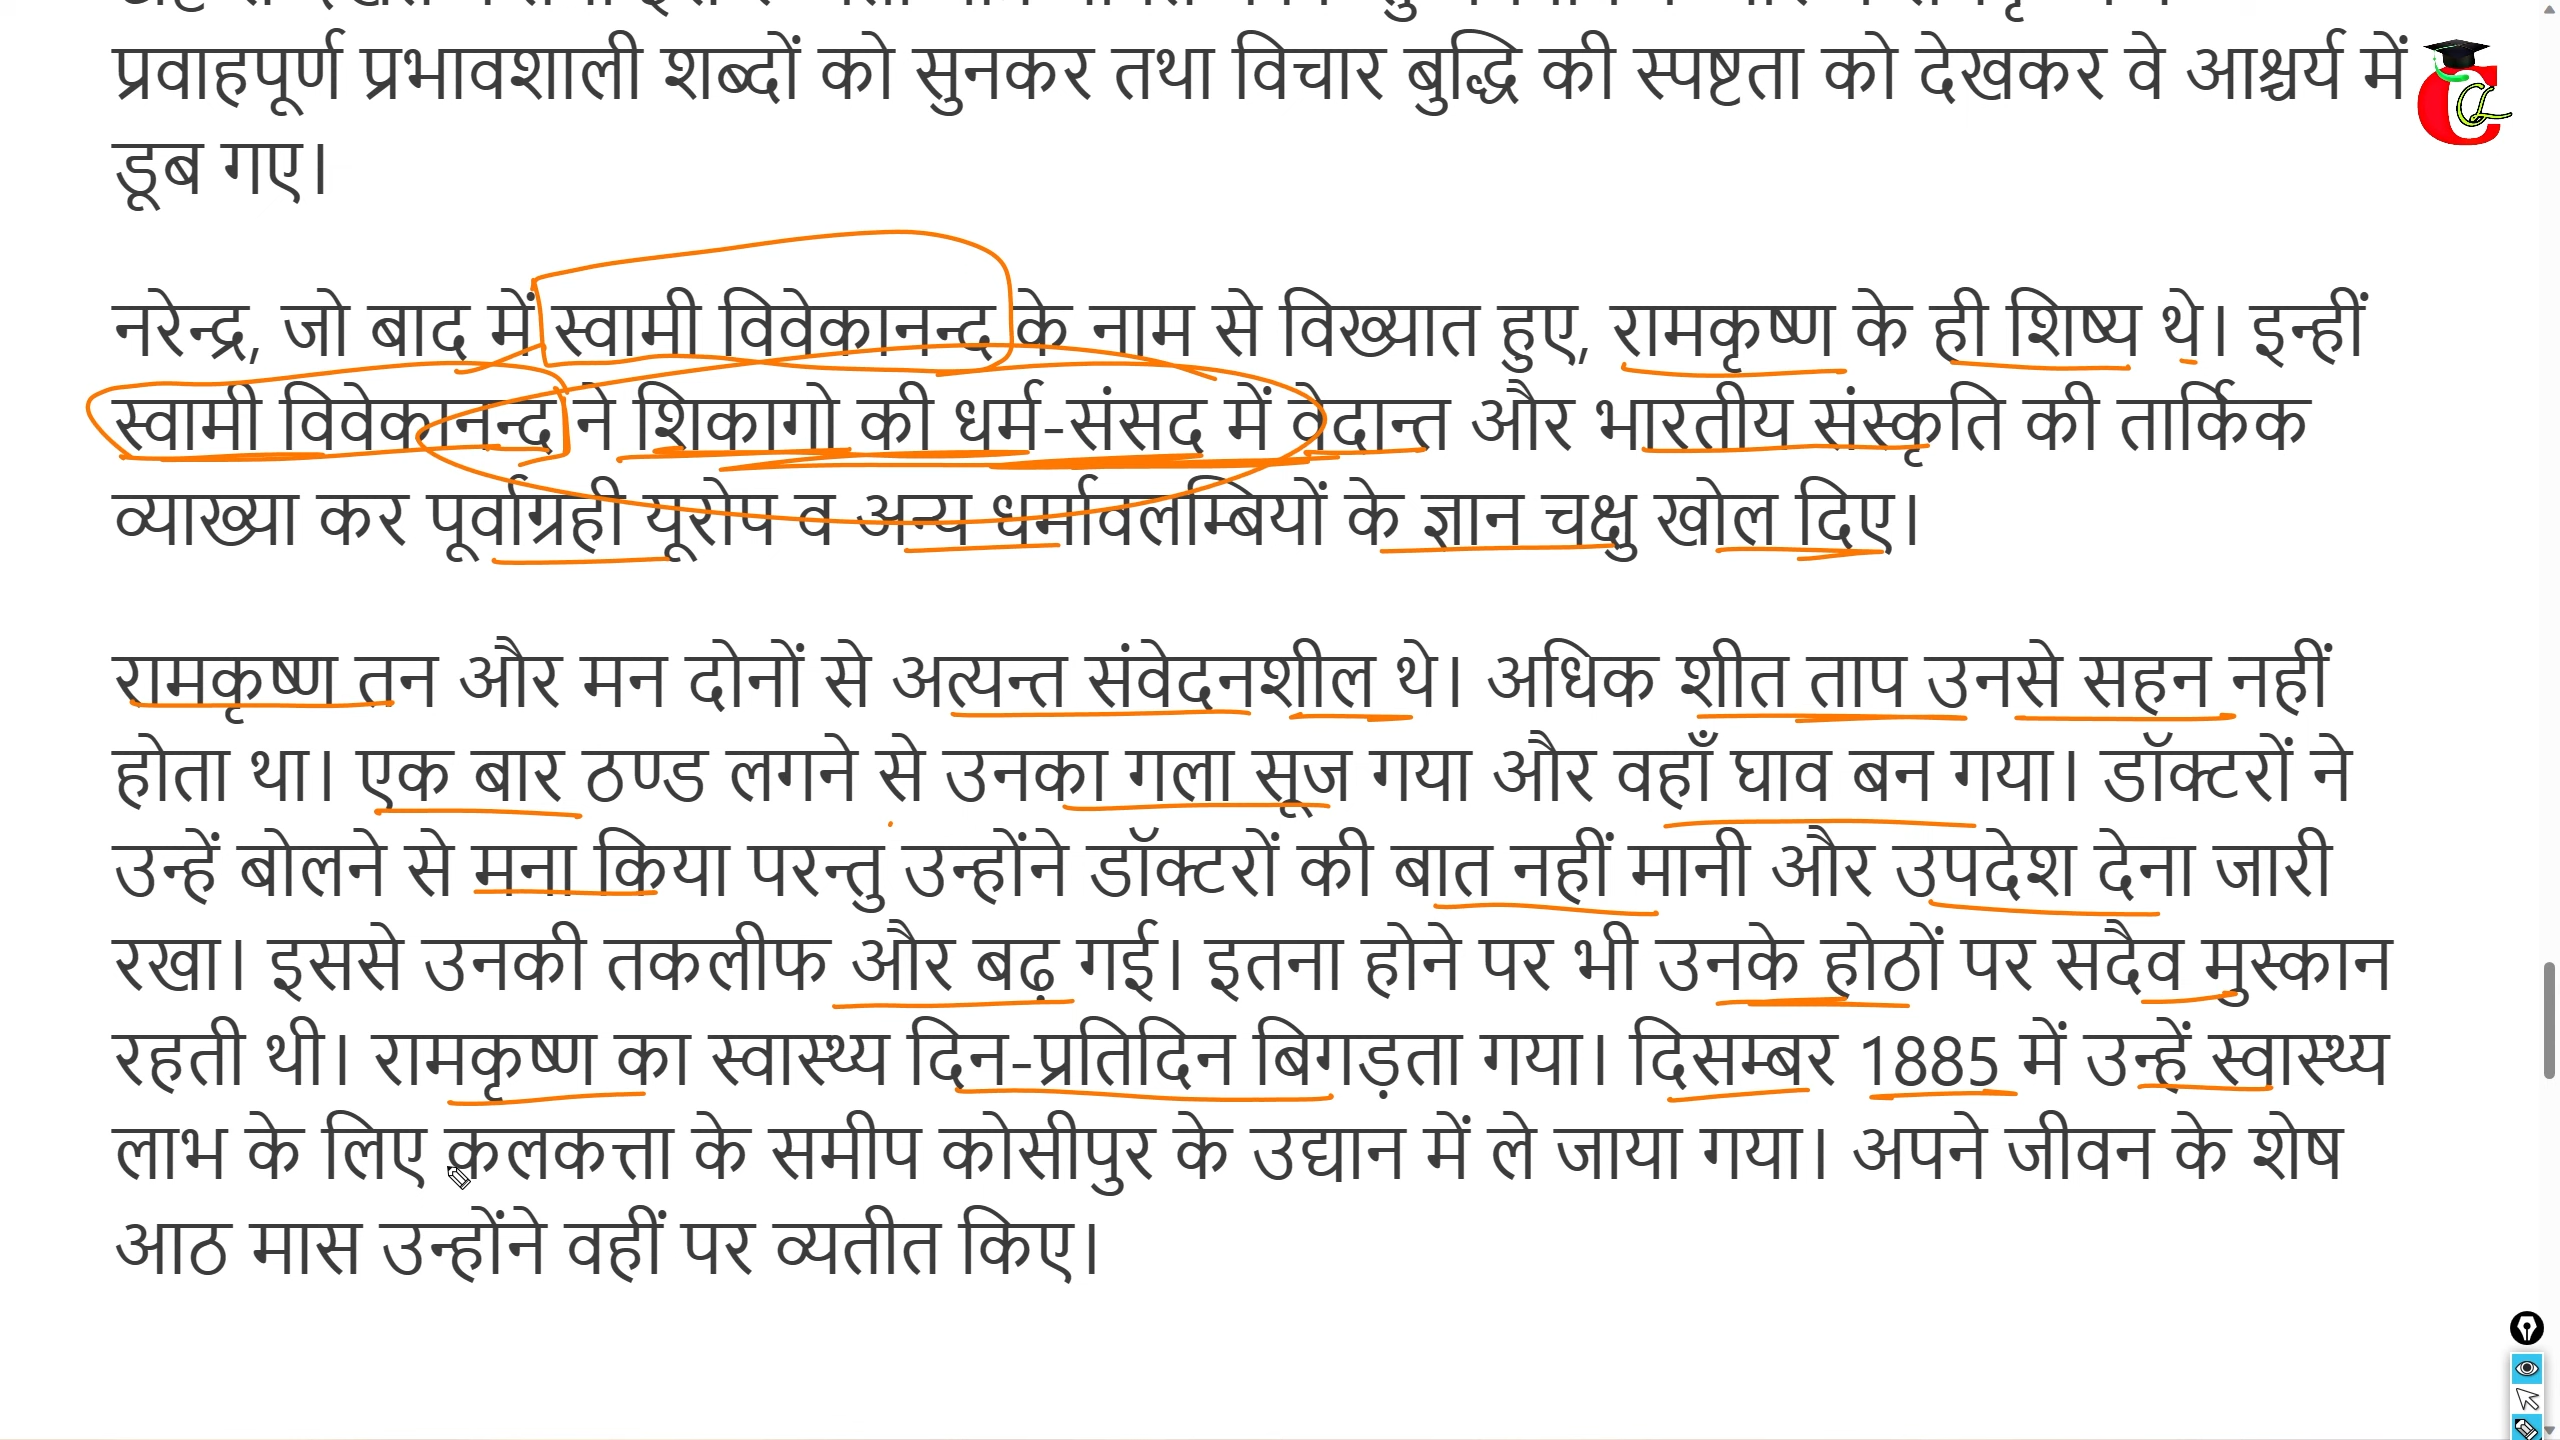 प्रवाहपूर्ण प्रभावशाली शब्दों को सुनकर तथा विचार बुद्धि की स्पष्टता को देखकर वे आश्चर्य में
डूब गए।
नरेन्द्र, जो बाद में स्वामी विवेकानन्द के नाम से विख्यात हुए, रामकृष्ण के ही शिष्य थे। इन्हीं
स्वामी विवेकानन्द ने शिकागो की धर्म-संसद में वेदान्त और भारतीय संस्कृति की तार्किक
व्याख्या कर पूर्वाग्रही यूरोप व अन्य धर्मावलम्बियों के ज्ञान चक्षु खोल दिए।
रामकृष्ण तन और मन दोनों से अत्यन्त संवेदनशील थे। अधिक शीत ताप उनसे सहन नहीं
होता था। एक बार ठण्ड लगने से उनका गला सूज गया और वहाँ घाव बन गया। डॉक्टरों ने
उन्हें बोलने से मना किया परन्तु उन्होंने डॉक्टरों की बात नहीं मानी और उपदेश देना जारी
रखा। इससे उनकी तकलीफ और बढ़ गई। इतना होने पर भी उनके होठों पर सदैव मुस्कान
रहती थी। रामकृष्ण का स्वास्थ्य दिन-प्रतिदिन बिगड़ता गया। दिसम्बर 1885 में उन्हें स्वास्थ्य
लाभ के लिए कलकत्ता के समीप कोसीपुर के उद्यान में ले जाया गया। अपने जीवन के शेष
आठ मास उन्होंने वहीं पर व्यतीत किए।